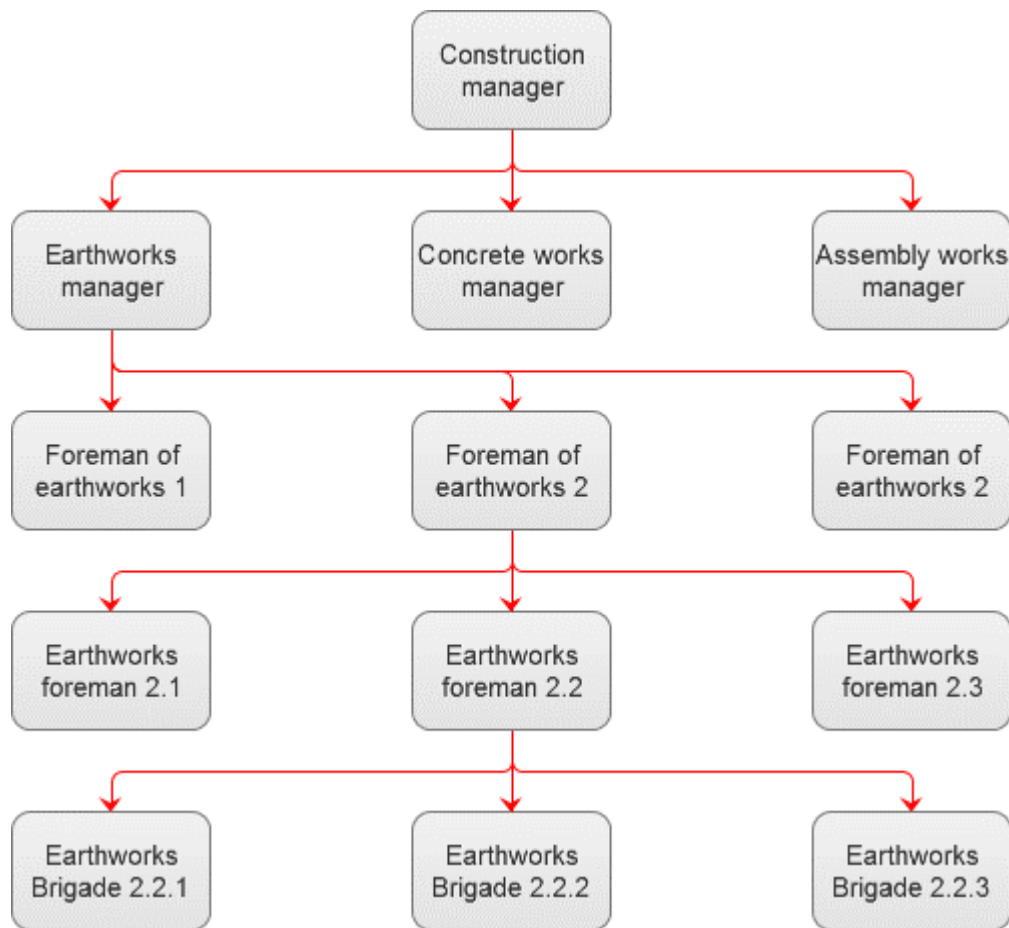 Construction
manager
Earthworks
manager
Concrete works
manager
Assembly works
manager
Foreman of
earthworks 1
Foreman of
earthworks 2
Foreman of
earthworks 2
Earthworks
foreman 2.1
Earthworks
foreman 2.2
Earthworks
foreman 2.3
Earthworks
Brigade 2.2.1
Earthworks
Brigade 2.2.2
Earthworks
Brigade 2.2.3